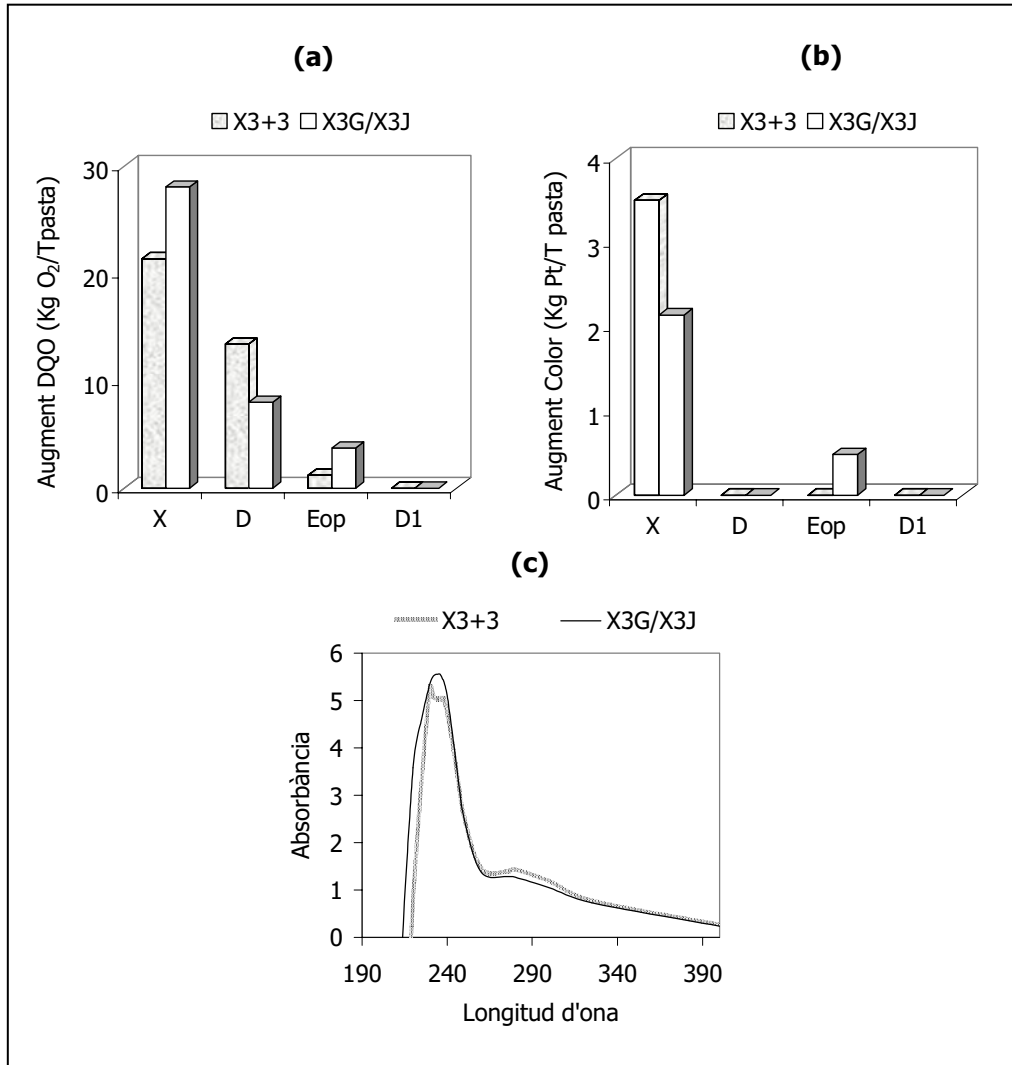 (a)
X3+3 X3G/X3J
Augment DQO (Kg O₂/Tpasta)
30
20
10
0
X D Eop D1
(b)
X3+3 X3G/X3J
Augment Color (Kg Pt/T pasta)
4
3
2
1
0
X D Eop D1
(c)
X3+3 X3G/X3J
Absorbància
6
5
4
3
2
1
0
190 240 290 340 390
Longitud d'ona